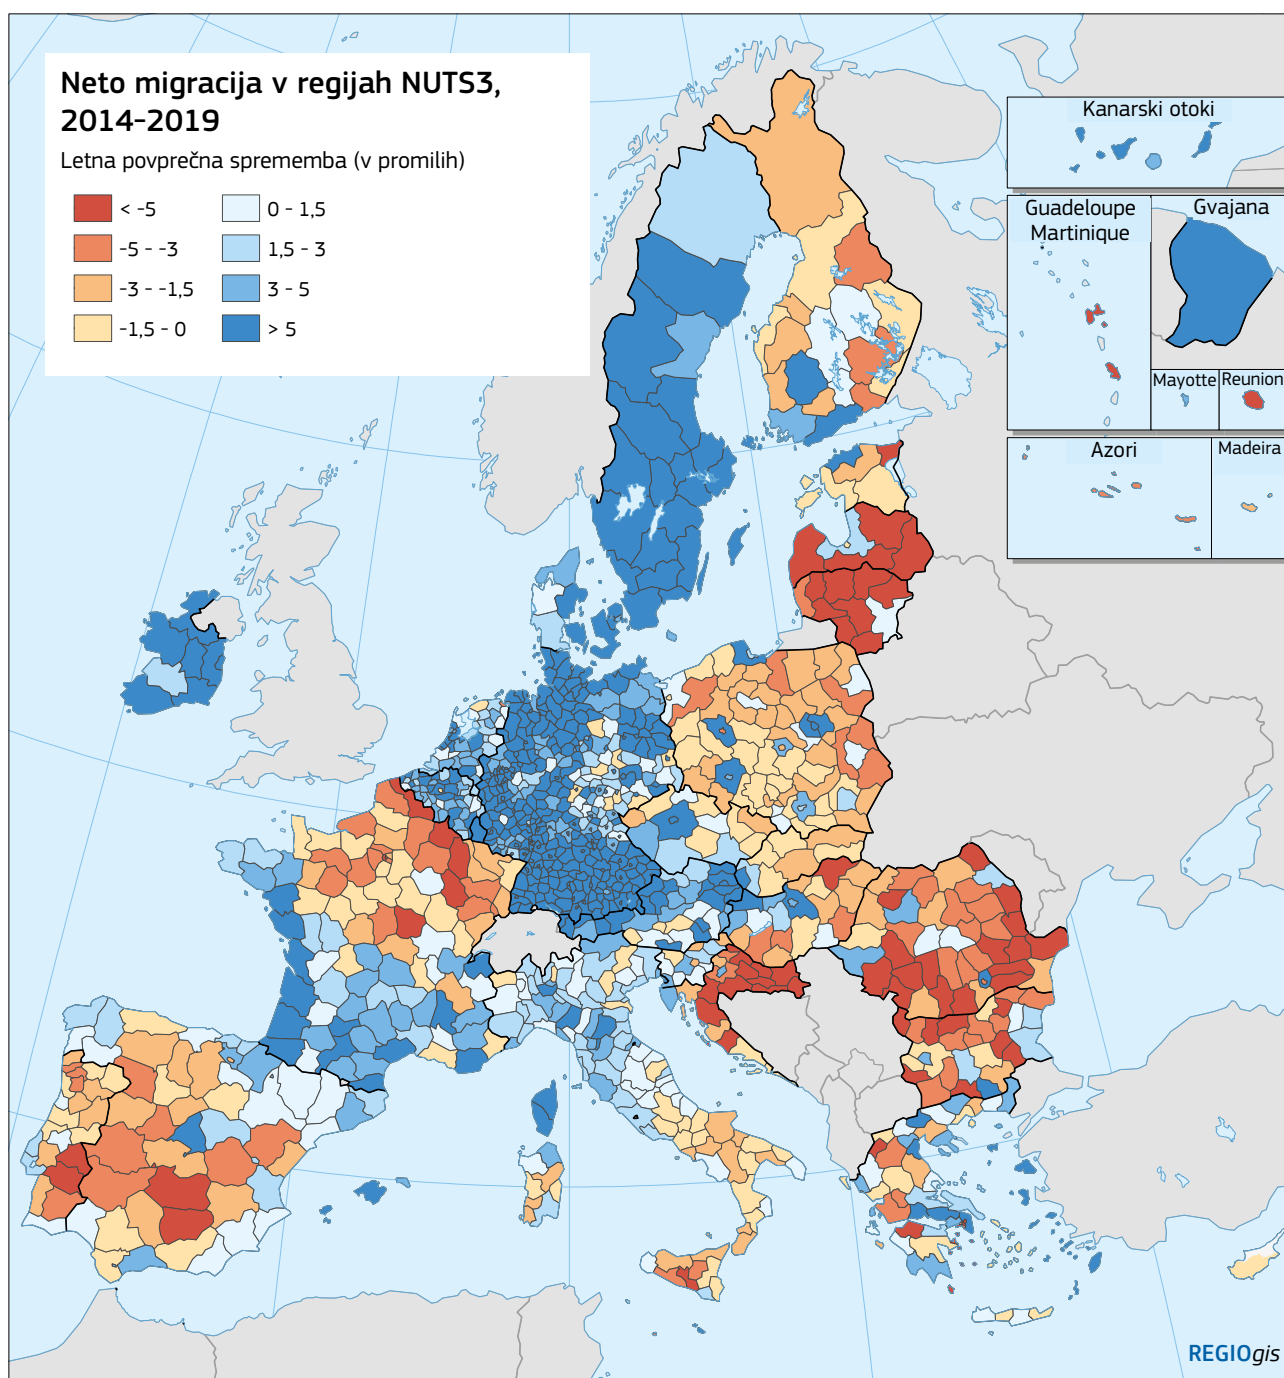 Neto migracija v regijah NUTS3,
2014-2019
Letna povprečna sprememba (v promilih)
< -5
-5 - -3
-3 - -1,5
-1,5 - 0
0 - 1,5
1,5 - 3
3 - 5
> 5
Kanarski otoki
Guadeloupe
Martinique
Gvajana
Mayotte
Reunion
Azori
Madeira
REGIOgis